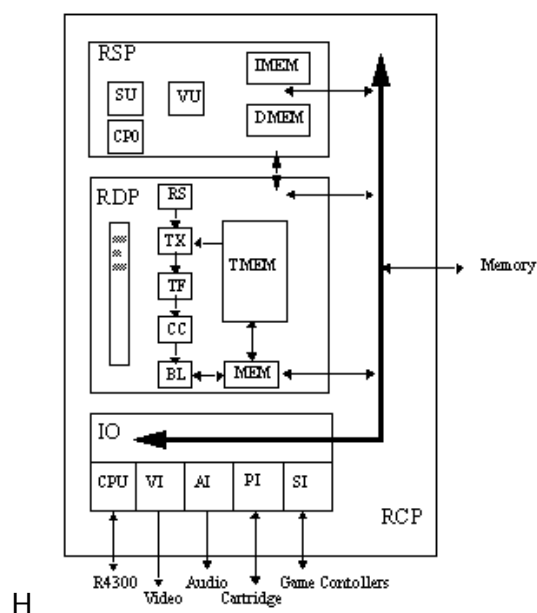 RSP
IMEM
SU VU
DMEM
CP0
RDP RS
TX
TMEM
Memory
TF
CC
BL MEM
IO
CPU VI AI PI SI
RCP
R4300 Audio Game Contollers
Video Cartridge
H